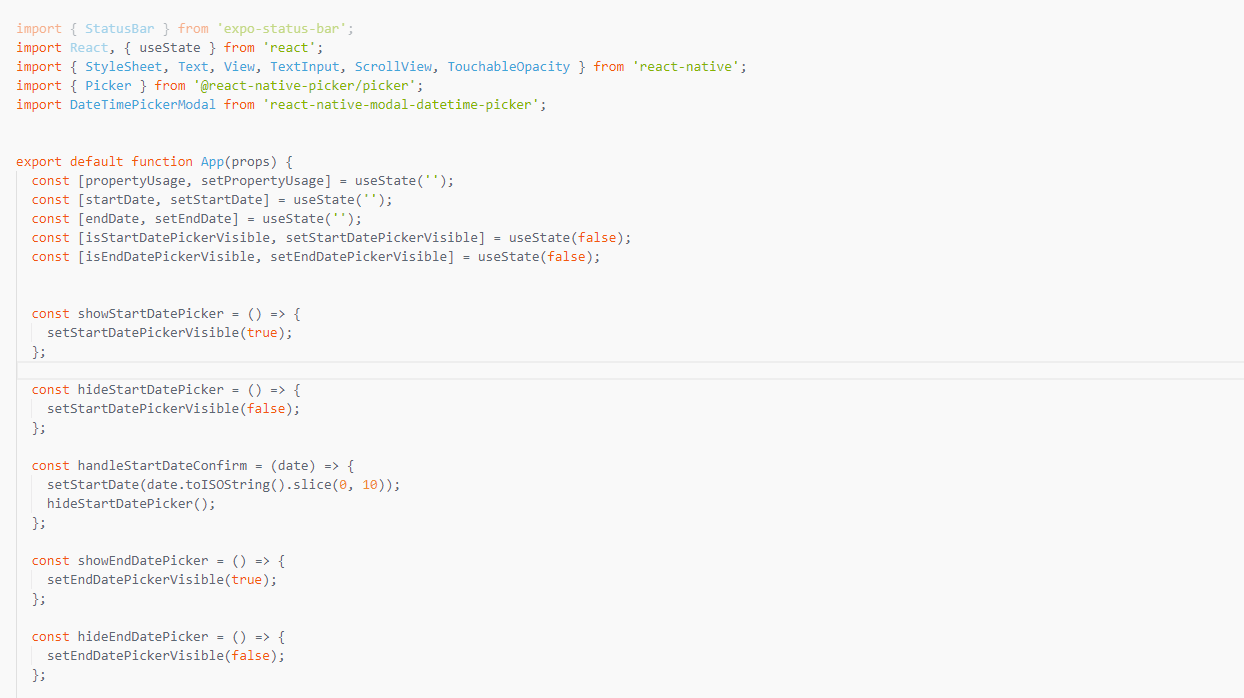 import { StatusBar } from 'expo-status-bar';
import React, { useState } from 'react';
import { StyleSheet, Text, View, TextInput, ScrollView, TouchableOpacity } from 'react-native';
import { Picker } from '@react-native-picker/picker';
import DateTimePickerModal from 'react-native-modal-datetime-picker';
export default function App(props) {
const [propertyUsage, setPropertyUsage] = useState('');
const [startDate, setStartDate] = useState('');
const [endDate, setEndDate] = useState('');
const [isStartDatePickerVisible, setStartDatePickerVisible] = useState(false);
const [isEndDatePickerVisible, setEndDatePickerVisible] = useState(false);
const showStartDatePicker = () => {
setStartDatePickerVisible(true);
};
const hideStartDatePicker = () => {
setStartDatePickerVisible(false);
};
const handleStartDateConfirm = (date) => {
setStartDate(date.toISOString().slice(0, 10));
hideStartDatePicker();
};
const showEndDatePicker = () => {
setEndDatePickerVisible(true);
};
const hideEndDatePicker = () => {
setEndDatePickerVisible(false);
};